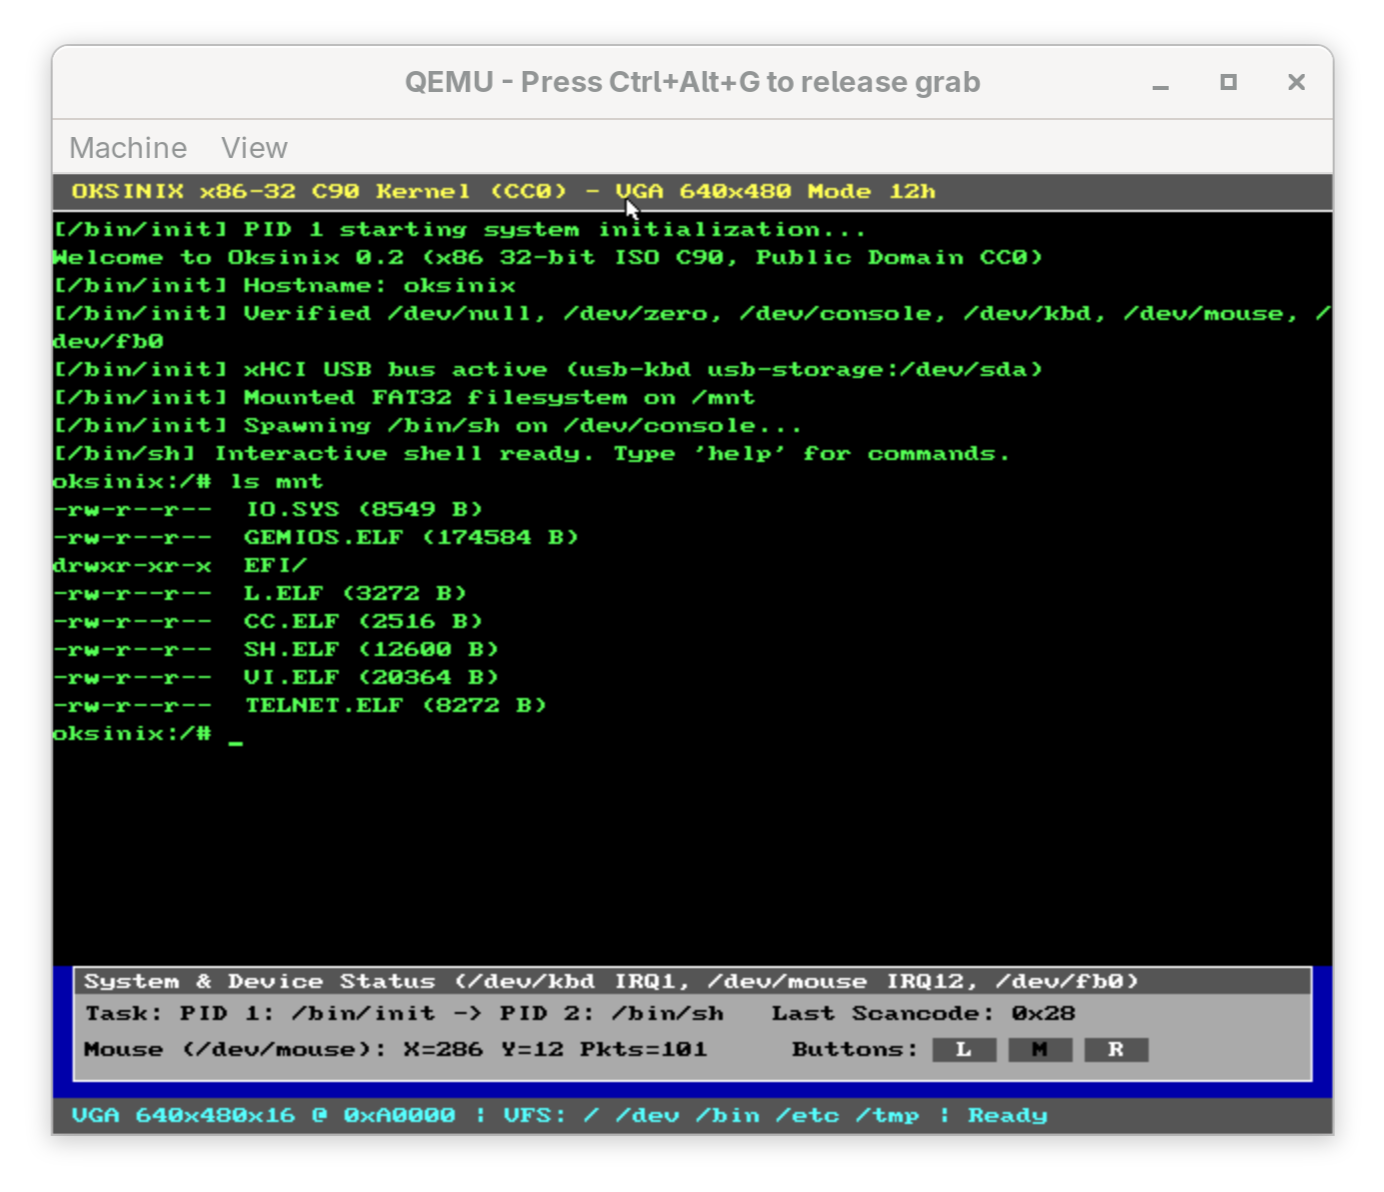 QEMU - Press Ctrl+Alt+G to release grab
Machine View
OKSINIX x86-32 C90 Kernel (CC0) - VGA 640x480 Mode 12h
[/bin/init] PID 1 starting system initialization...
Welcome to Oksinix 0.2 (x86 32-bit ISO C90, Public Domain CC0)
[/bin/init] Hostname: oksinix
[/bin/init] Verified /dev/null, /dev/zero, /dev/console, /dev/kbd, /dev/mouse, /
dev/fb0
[/bin/init] xHCI USB bus active (usb-kbd usb-storage:/dev/sda)
[/bin/init] Mounted FAT32 filesystem on /mnt
[/bin/init] Spawning /bin/sh on /dev/console...
[/bin/sh] Interactive shell ready. Type 'help' for commands.
oksinix:/# ls mnt
-rw-r--r--  IO.SYS (8549 B)
-rw-r--r--  GEMIOS.ELF (174584 B)
drwxr-xr-x  EFI/
-rw-r--r--  L.ELF (3272 B)
-rw-r--r--  CC.ELF (2516 B)
-rw-r--r--  SH.ELF (12600 B)
-rw-r--r--  VI.ELF (20364 B)
-rw-r--r--  TELNET.ELF (8272 B)
oksinix:/# _
System & Device Status (/dev/kbd IRQ1, /dev/mouse IRQ12, /dev/fb0)
Task: PID 1: /bin/init -> PID 2: /bin/sh   Last Scancode: 0x28
Mouse (/dev/mouse): X=286 Y=12 Pkts=101     Buttons: L M R
VGA 640x480x16 @ 0xA0000 | VFS: / /dev /bin /etc /tmp | Ready